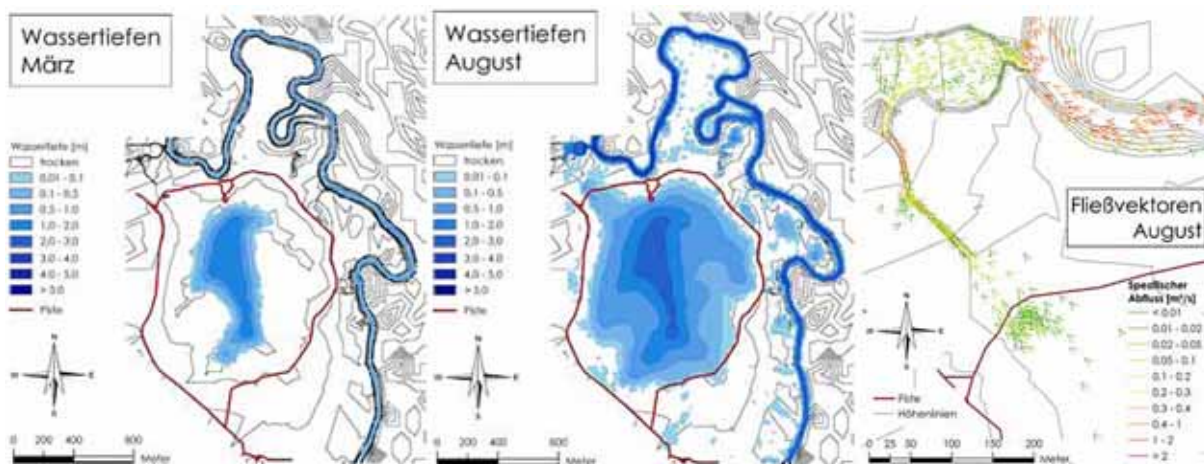 Wassertiefen
März
Wassertiefe [m]
trocken
0.01 - 0.1
0.1 - 0.5
0.5 - 1.0
1.0 - 2.0
2.0 - 3.0
3.0 - 4.0
4.0 - 5.0
> 5.0
Piste
N
W
E
S
0
200
400
600
Meter
Wassertiefen
August
Wassertiefe [m]
trocken
0.01 - 0.1
0.1 - 0.5
0.5 - 1.0
1.0 - 2.0
2.0 - 3.0
3.0 - 4.0
4.0 - 5.0
> 5.0
Piste
N
W
E
S
0
200
400
600
Meter
Fließvektoren
August
Spezifischer
Abfluss [m²/s]
< 0.01
0.01 - 0.02
0.02 - 0.05
0.05 - 0.1
0.1 - 0.2
0.2 - 0.3
0.3 - 0.4
0.4 - 1
1 - 2
> 2
Piste
Höhenlinien
N
W
E
S
0
25
50
100
150
200
Meter